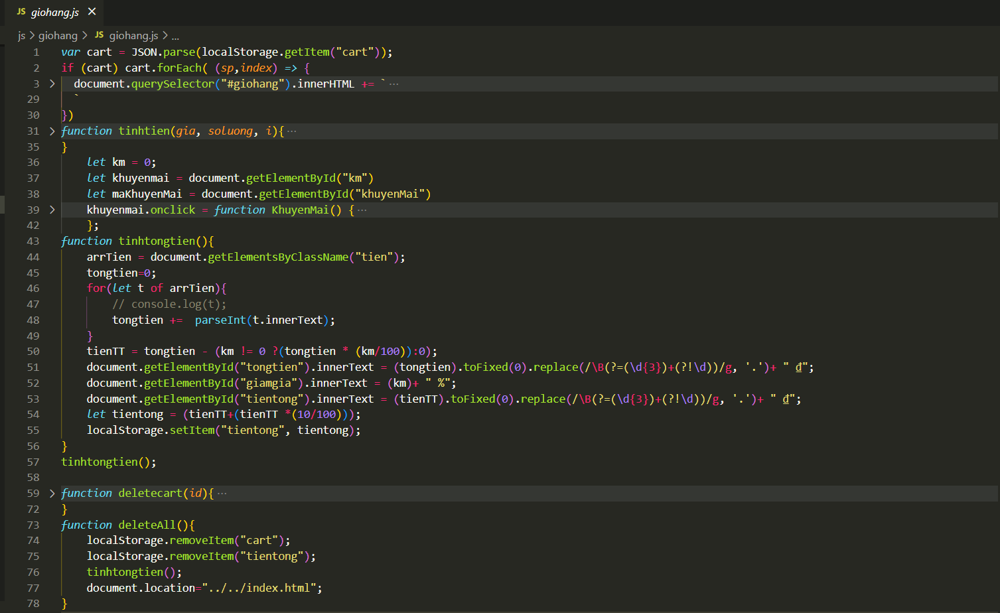 JS giohang.js ×
js > giohang > JS giohang.js > ...
1 var cart = JSON.parse(localStorage.getItem("cart"));
2 if (cart) cart.forEach( (sp,index) => {
3 > document.querySelector("#giohang").innerHTML += ` ···
29 `
30 })
31 > function tinhtien(gia, soluong, i){ ···
35 }
36 let km = 0;
37 let khuyenmai = document.getElementById("km")
38 let maKhuyenMai = document.getElementById("khuyenMai")
39 > khuyenmai.onclick = function KhuyenMai() { ···
42 };
43 function tinhtongtien(){
44 arrTien = document.getElementsByClassName("tien");
45 tongtien=0;
46 for(let t of arrTien){
47 // console.log(t);
48 tongtien += parseInt(t.innerText);
49 }
50 tienTT = tongtien - (km != 0 ?(tongtien * (km/100)):0);
51 document.getElementById("tongtien").innerText = (tongtien).toFixed(0).replace(/\B(?=(\d{3})+(?!\d))/g, '.')+ " ₫";
52 document.getElementById("giamgia").innerText = (km)+ " %";
53 document.getElementById("tientong").innerText = (tienTT).toFixed(0).replace(/\B(?=(\d{3})+(?!\d))/g, '.')+ " ₫";
54 let tientong = (tienTT+(tienTT *(10/100)));
55 localStorage.setItem("tientong", tientong);
56 }
57 tinhtongtien();
58
59 > function deletecart(id){ ···
72 }
73 function deleteAll(){
74 localStorage.removeItem("cart");
75 localStorage.removeItem("tientong");
76 tinhtongtien();
77 document.location="../../index.html";
78 }